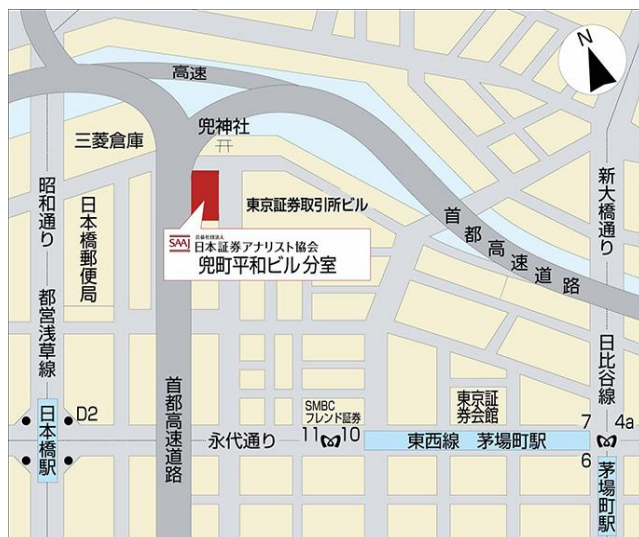 N
高速
兜神社
三菱倉庫
昭和通り
日本橋郵便局
東京証券取引所ビル
新大橋通り
SAAJ
公益社団法人
日本証券アナリスト協会
兜町平和ビル分室
首都高速道路
都営浅草線
日比谷線
首都高速道路
SMBC
フレンド証券
東京証
券会館
日本橋駅
D2
永代通り
11
10
東西線 茅場町駅
7
4a
6
茅場町駅